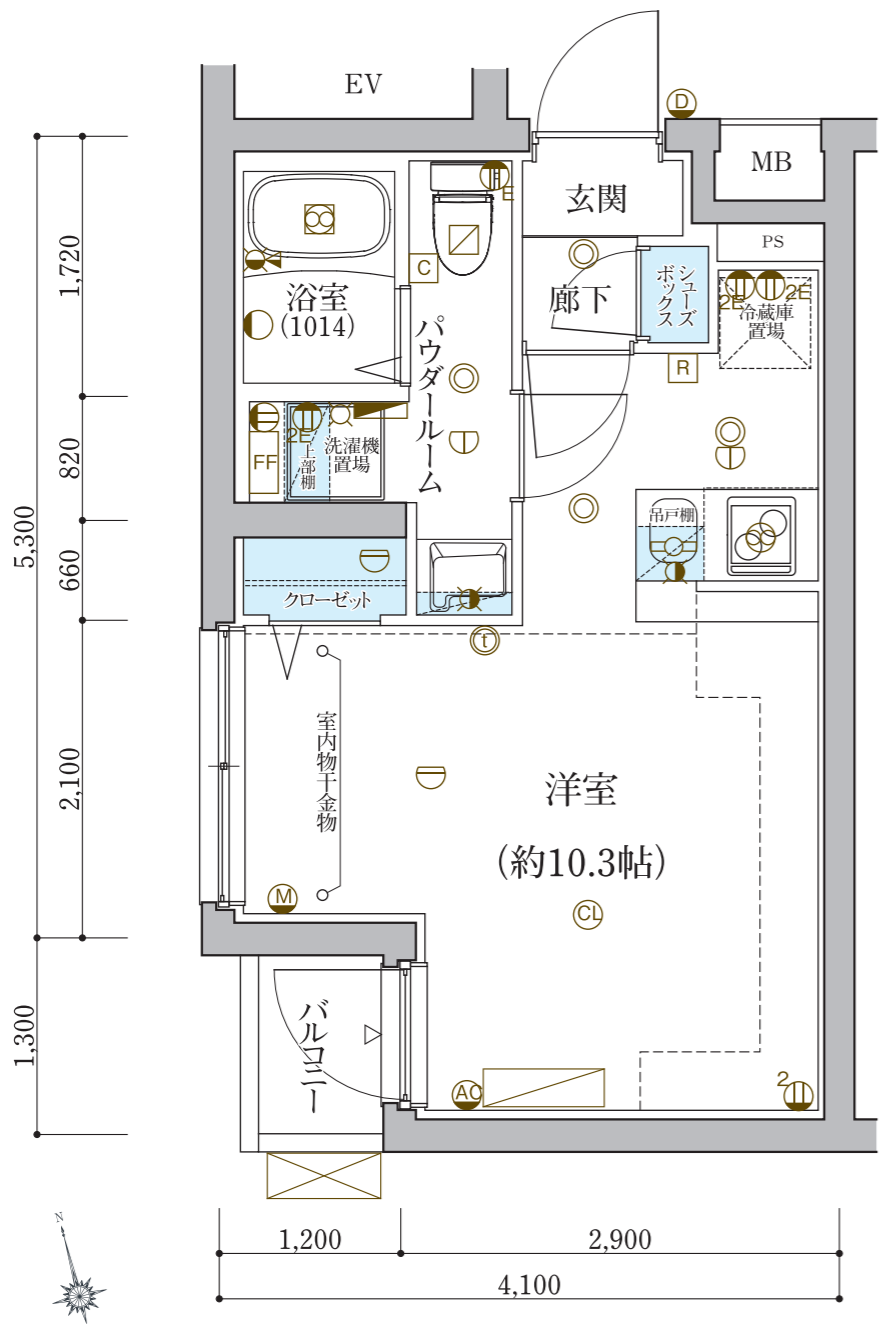 EV
D
MB
玄関
E
PS
1,720
C
浴室
(1014)
パウダールーム
廊下
シューズ
ボックス
2E
2E
冷蔵庫
置場
R
820
2E
FF
上部棚
洗濯機
置場
吊戸棚
5,300
660
クローゼット
t
2,100
室内物干金物
洋室
(約10.3帖)
M
CL
1,300
バルコニー
AC
2
N
1,200
2,900
4,100